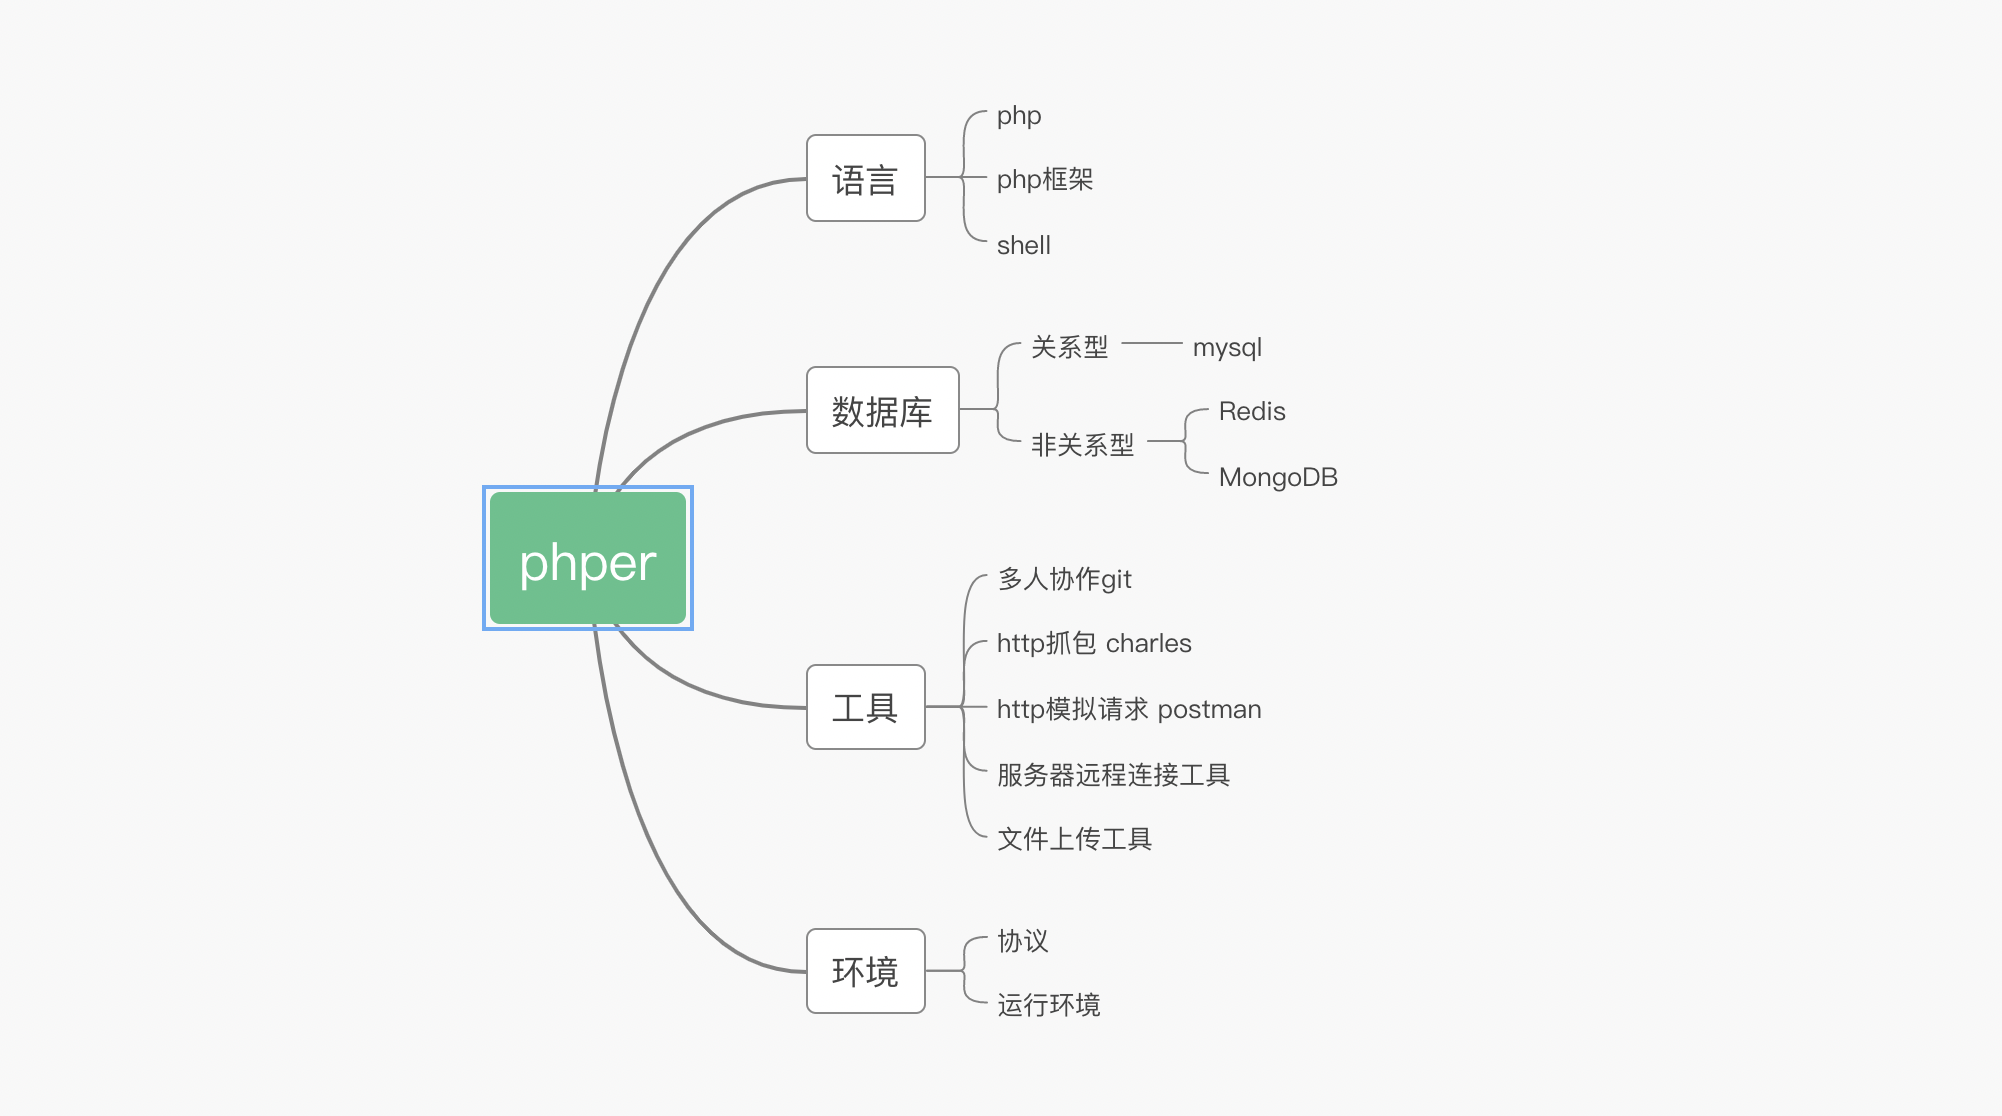 phper
语言
php
php框架
shell
数据库
关系型
mysql
非关系型
Redis
MongoDB
工具
多人协作git
http抓包 charles
http模拟请求 postman
服务器远程连接工具
文件上传工具
环境
协议
运行环境